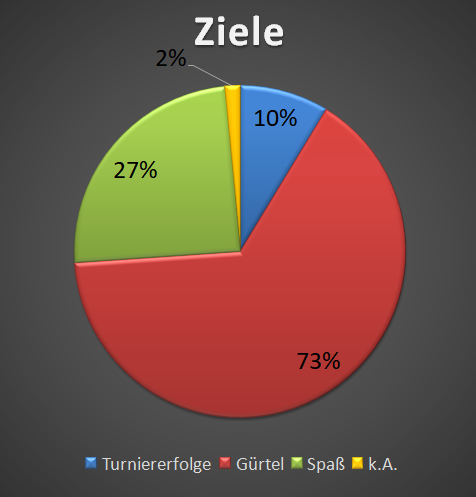 Ziele
2%
10%
27%
73%
Turniererfolge Gürtel Spaß k.A.